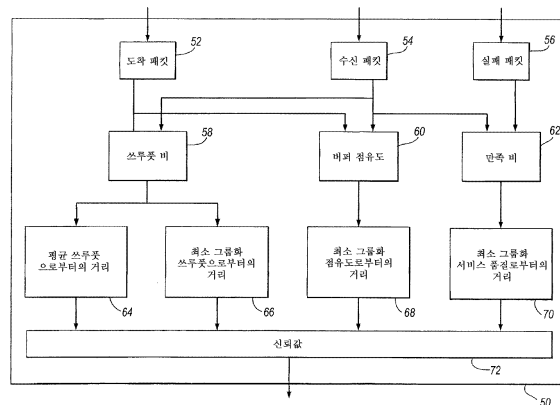 도착 패킷
52
수신 패킷
54
실패 패킷
56
쓰루풋 비
58
버퍼 점유도
60
만족 비
62
평균 쓰루풋
으로부터의 거리
64
최소 그룹화
쓰루풋으로부터의
거리
66
최소 그룹화
점유도로부터의
거리
68
최소 그룹화
서비스 품질로부터의
거리
70
신뢰값
72
50